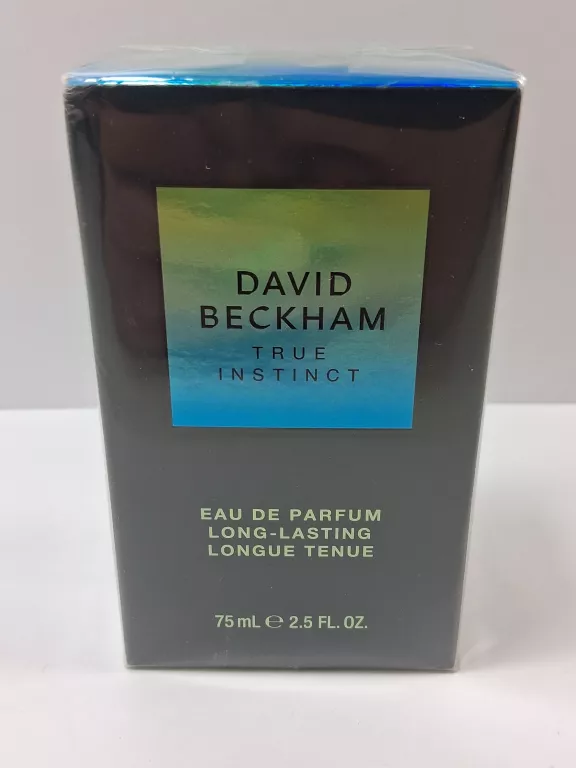 DAVID
BECKHAM
TRUE
INSTINCT
EAU DE PARFUM
LONG-LASTING
LONGUE TENUE
75 mL ℮ 2.5 FL. OZ.